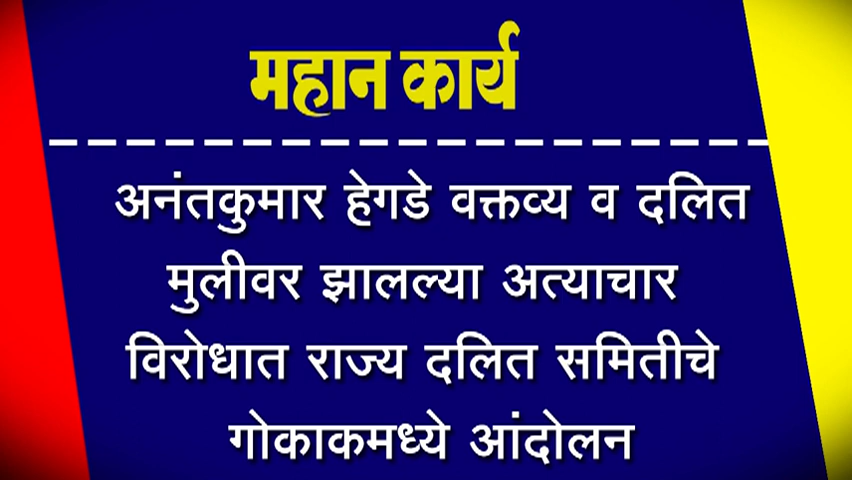 महान कार्य
अनंतकुमार हेगडे वक्तव्य व दलित
मुलीवर झालल्या अत्याचार
विरोधात राज्य दलित समितीचे
गोकाकमध्ये आंदोलन